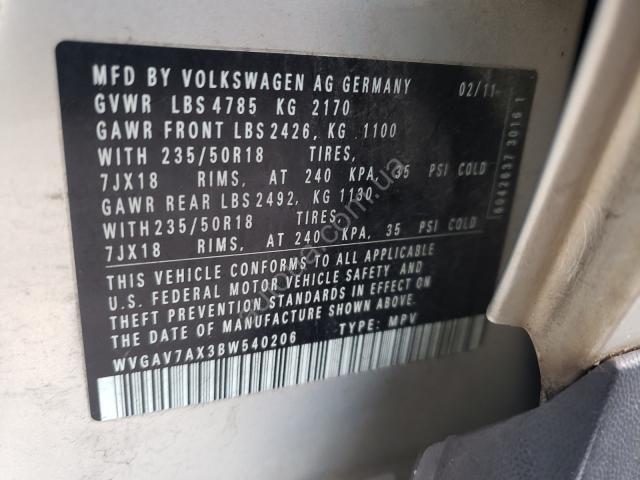 MFD BY VOLKSWAGEN AG GERMANY 02/11
GVWR LBS 4785 KG 2170
GAWR FRONT LBS 2426, KG 1100
WITH 235/50R18 TIRES,
7JX18 RIMS, AT 240 KPA, 35 PSI COLD
GAWR REAR LBS 2492, KG 1130
WITH 235/50R18 TIRES,
7JX18 RIMS, AT 240 KPA, 35 PSI COLD
THIS VEHICLE CONFORMS TO ALL APPLICABLE
U.S. FEDERAL MOTOR VEHICLE SAFETY AND
THEFT PREVENTION STANDARDS IN EFFECT ON
THE DATE OF MANUFACTURE SHOWN ABOVE.
WVGAV7AX3BW540206 TYPE: MPV